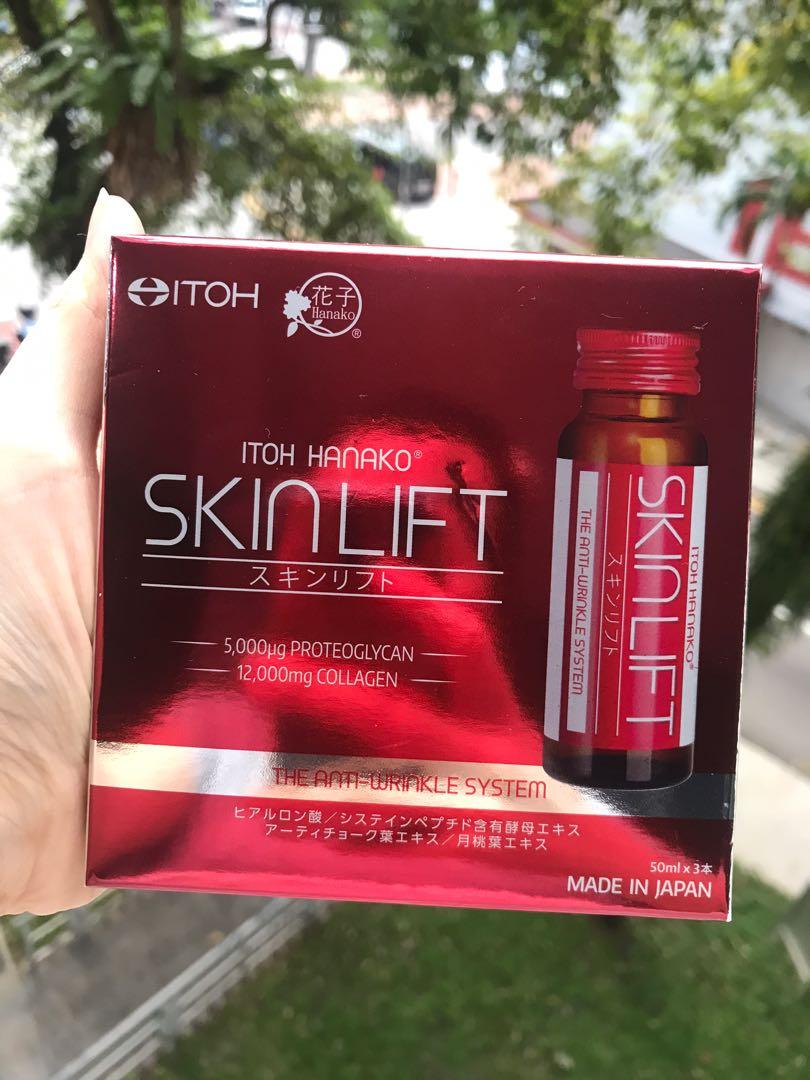 ITOH
花子
Hanako
®
ITOH HANAKO®
SKIN LIFT
スキンリフト
5,000µg PROTEOGLYCAN
12,000mg COLLAGEN
THE ANTI-WRINKLE SYSTEM
ヒアルロン酸／システインペプチド含有酵母エキス
アーティチョーク葉エキス／月桃葉エキス
50ml x 3本
MADE IN JAPAN
ITOH HANAKO®
SKIN LIFT
スキンリフト
THE ANTI-WRINKLE SYSTEM